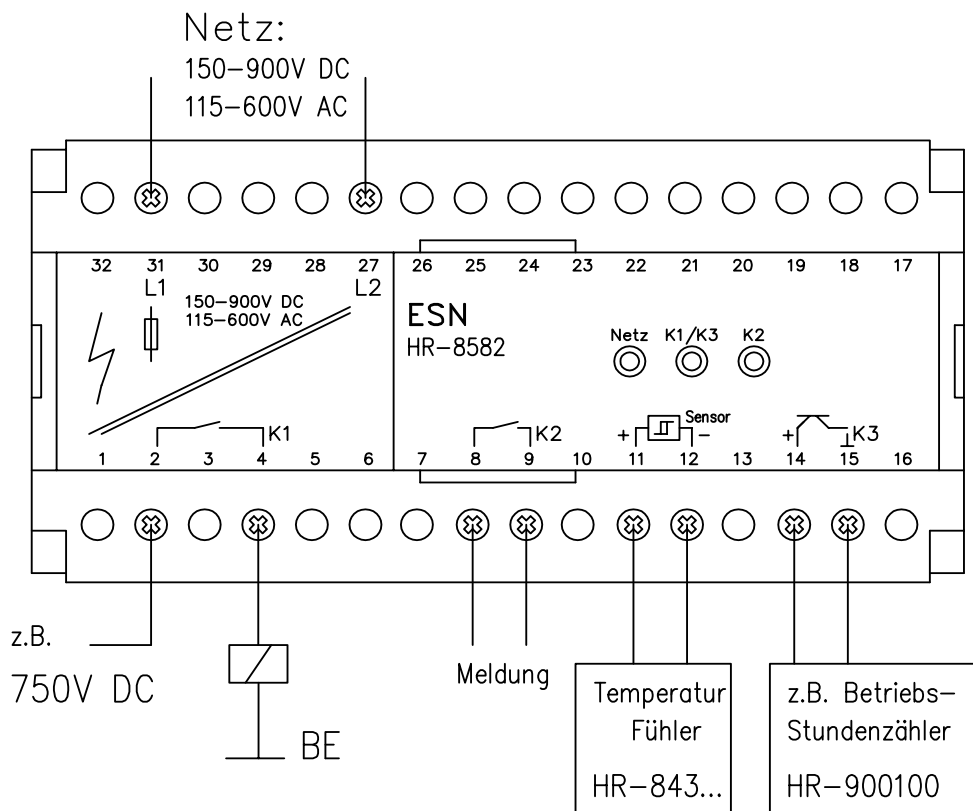 Netz:
150-900V DC
115-600V AC
32 31 30 29 28 27 26 25 24 23 22 21 20 19 18 17
L1 L2
150-900V DC
115-600V AC
ESN
HR-8582
Netz K1/K3 K2
K1
K2
+ Sensor -
+ K3
1 2 3 4 5 6 7 8 9 10 11 12 13 14 15 16
z.B.
750V DC
BE
Meldung
Temperatur
Fühler
HR-843...
z.B. Betriebs-
Stundenzähler
HR-900100